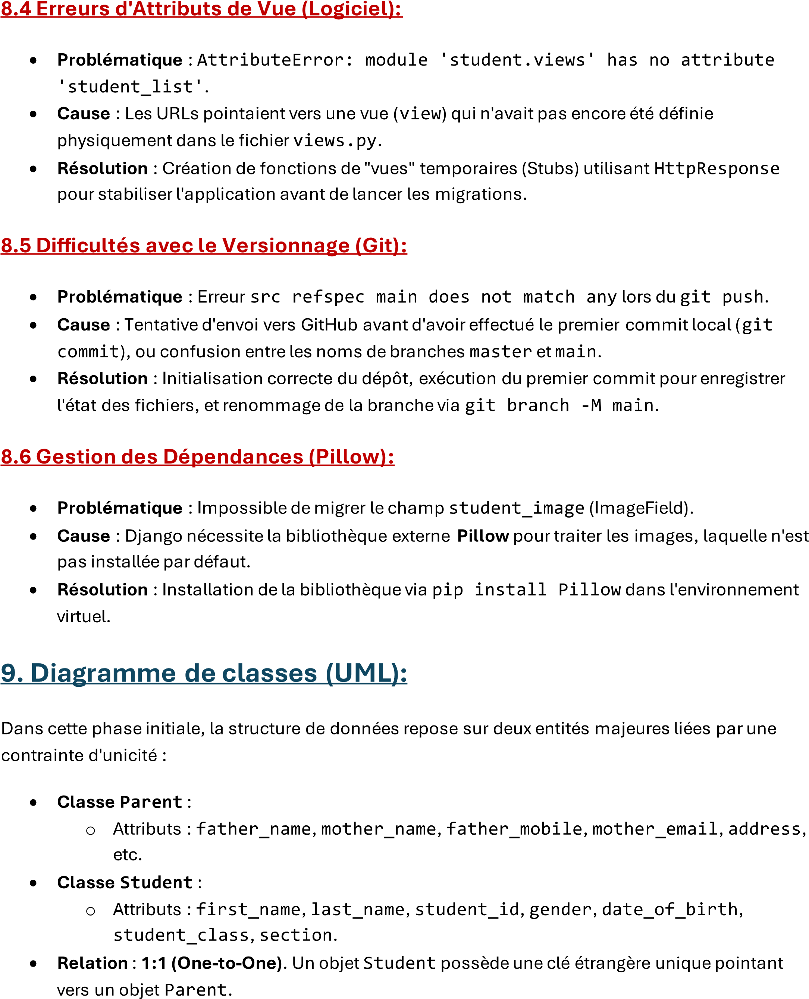 8.4 Erreurs d'Attributs de Vue (Logiciel):
• Problématique : AttributeError: module 'student.views' has no attribute
'student_list'.
• Cause : Les URLs pointaient vers une vue (view) qui n'avait pas encore été définie
physiquement dans le fichier views.py.
• Résolution : Création de fonctions de "vues" temporaires (Stubs) utilisant HttpResponse
pour stabiliser l'application avant de lancer les migrations.
8.5 Difficultés avec le Versionnage (Git):
• Problématique : Erreur src refspec main does not match any lors du git push.
• Cause : Tentative d'envoi vers GitHub avant d'avoir effectué le premier commit local (git
commit), ou confusion entre les noms de branches master et main.
• Résolution : Initialisation correcte du dépôt, exécution du premier commit pour enregistrer
l'état des fichiers, et renommage de la branche via git branch -M main.
8.6 Gestion des Dépendances (Pillow):
• Problématique : Impossible de migrer le champ student_image (ImageField).
• Cause : Django nécessite la bibliothèque externe Pillow pour traiter les images, laquelle n'est
pas installée par défaut.
• Résolution : Installation de la bibliothèque via pip install Pillow dans l'environnement
virtuel.
9. Diagramme de classes (UML):
Dans cette phase initiale, la structure de données repose sur deux entités majeures liées par une
contrainte d'unicité :
• Classe Parent :
○ Attributs : father_name, mother_name, father_mobile, mother_email, address,
etc.
• Classe Student :
○ Attributs : first_name, last_name, student_id, gender, date_of_birth,
student_class, section.
• Relation : 1:1 (One-to-One). Un objet Student possède une clé étrangère unique pointant
vers un objet Parent.